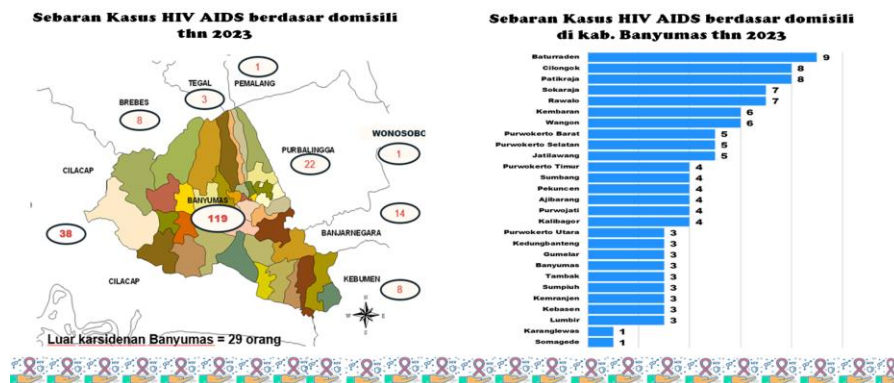 Sebaran Kasus HIV AIDS berdasar domisili
thn 2023
1
PEMALANG
TEGAL
3
BREBES
8
WONOSOBO
1
PURBALINGGA
22
CILACAP
BANYUMAS
119
14
BANJARNEGARA
38
CILACAP
KEBUMEN
8
Luar karsidenan Banyumas = 29 orang
Sebaran Kasus HIV AIDS berdasar domisili
di kab. Banyumas thn 2023
Baturraden 9
Cilongok 8
Patikraja 8
Sokaraja 7
Rawalo 7
Kembaran 6
Wangon 6
Purwokerto Barat 5
Purwokerto Selatan 5
Jatilawang 5
Purwokerto Timur 4
Sumbang 4
Pekuncen 4
Ajibarang 4
Purwojati 4
Kalibagor 4
Purwokerto Utara 3
Kedungbanteng 3
Gumelar 3
Banyumas 3
Tambak 3
Sumpiuh 3
Kemranjen 3
Kebasen 3
Lumbir 3
Karanglewas 1
Somagede 1